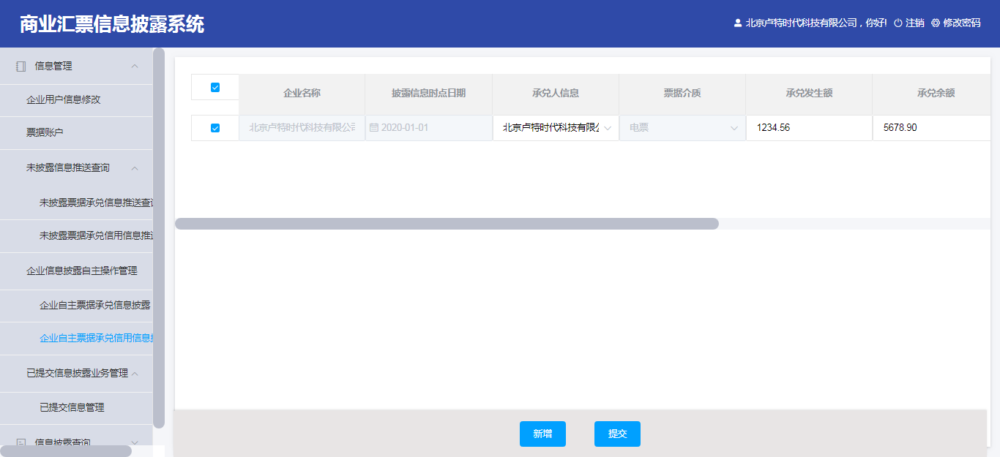 商业汇票信息披露系统
北京卢特时代科技有限公司，你好! 注销 修改密码
信息管理
企业用户信息修改
票据账户
未披露信息推送查询
未披露票据承兑信息推送查
未披露票据承兑信用信息推
企业信息披露自主操作管理
企业自主票据承兑信息披露
企业自主票据承兑信用信息
已提交信息披露业务管理
已提交信息管理
信息披露查询
企业名称 披露信息时点日期 承兑人信息 票据介质 承兑发生额 承兑余额
北京卢特时代科技有限公司 2020-01-01 北京卢特时代科技有限 电票 1234.56 5678.90
新增 提交